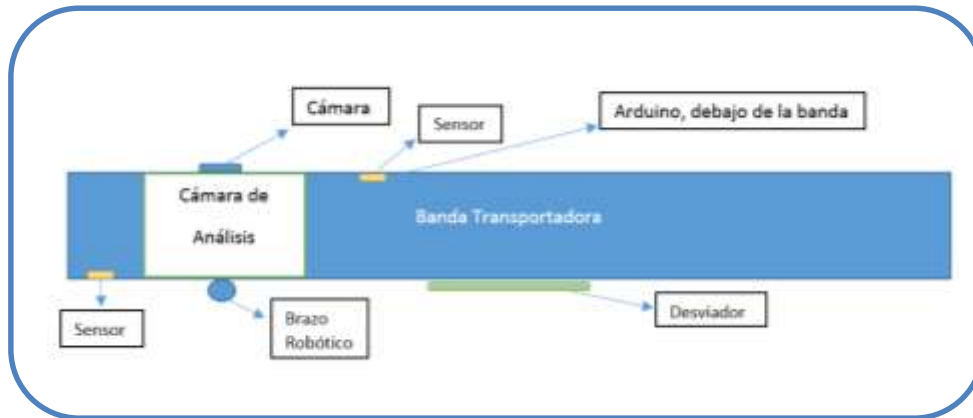 Cámara
Sensor
Arduino, debajo de la banda
Cámara de
Análisis
Banda Transportadora
Sensor
Brazo
Robótico
Desviador